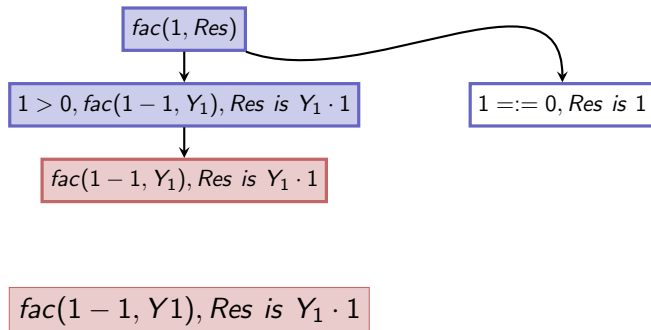 fac(1, Res)
1 > 0, fac(1 − 1, Y₁), Res is Y₁ · 1
1 =:= 0, Res is 1
fac(1 − 1, Y₁), Res is Y₁ · 1
fac(1 − 1, Y1), Res is Y₁ · 1